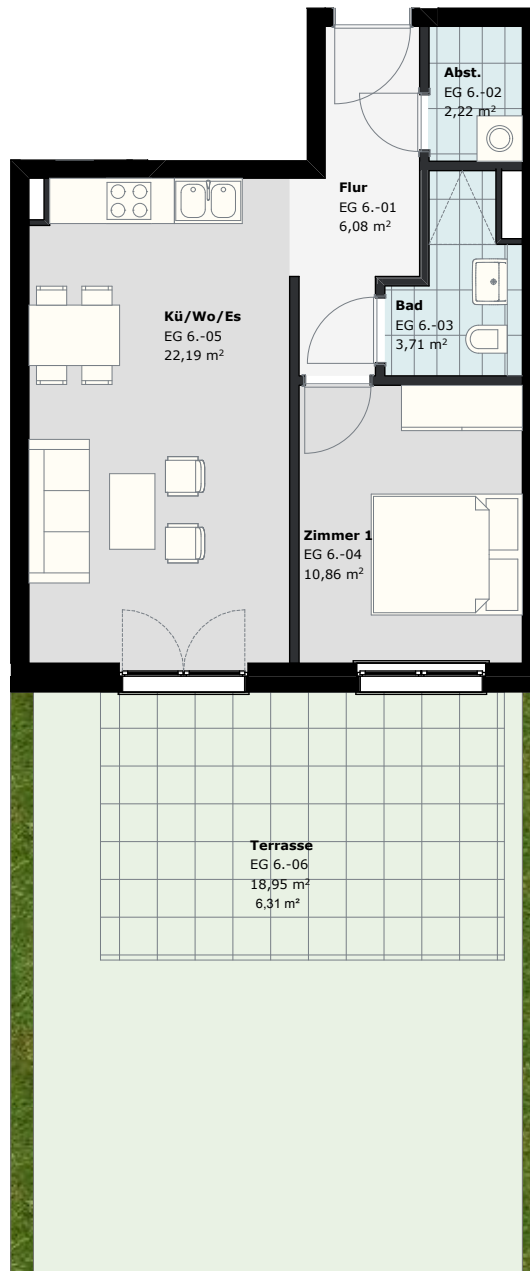 Abst.
EG 6.-02
2,22 m²
Flur
EG 6.-01
6,08 m²
Bad
EG 6.-03
3,71 m²
Kü/Wo/Es
EG 6.-05
22,19 m²
Zimmer 1
EG 6.-04
10,86 m²
Terrasse
EG 6.-06
18,95 m²
6,31 m²